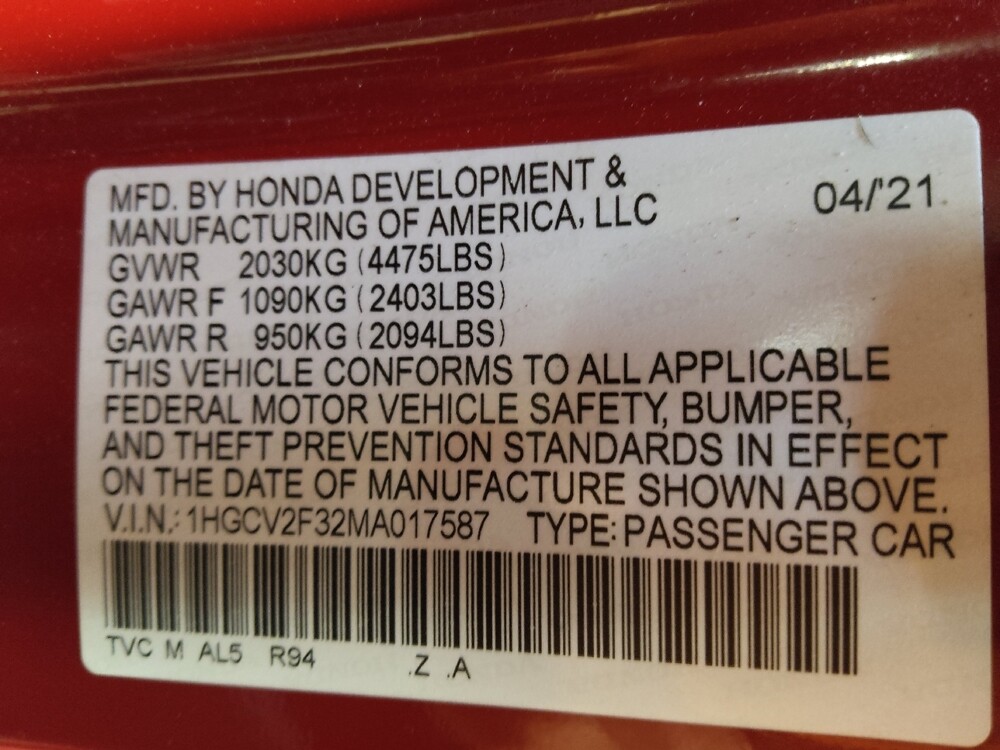 MFD. BY HONDA DEVELOPMENT &
MANUFACTURING OF AMERICA, LLC
04/'21
GVWR 2030KG (4475LBS)
GAWR F 1090KG (2403LBS)
GAWR R 950KG (2094LBS)
THIS VEHICLE CONFORMS TO ALL APPLICABLE
FEDERAL MOTOR VEHICLE SAFETY, BUMPER,
AND THEFT PREVENTION STANDARDS IN EFFECT
ON THE DATE OF MANUFACTURE SHOWN ABOVE.
V.I.N.: 1HGCV2F32MA017587 TYPE: PASSENGER CAR
TVC M AL5 R94 .Z .A